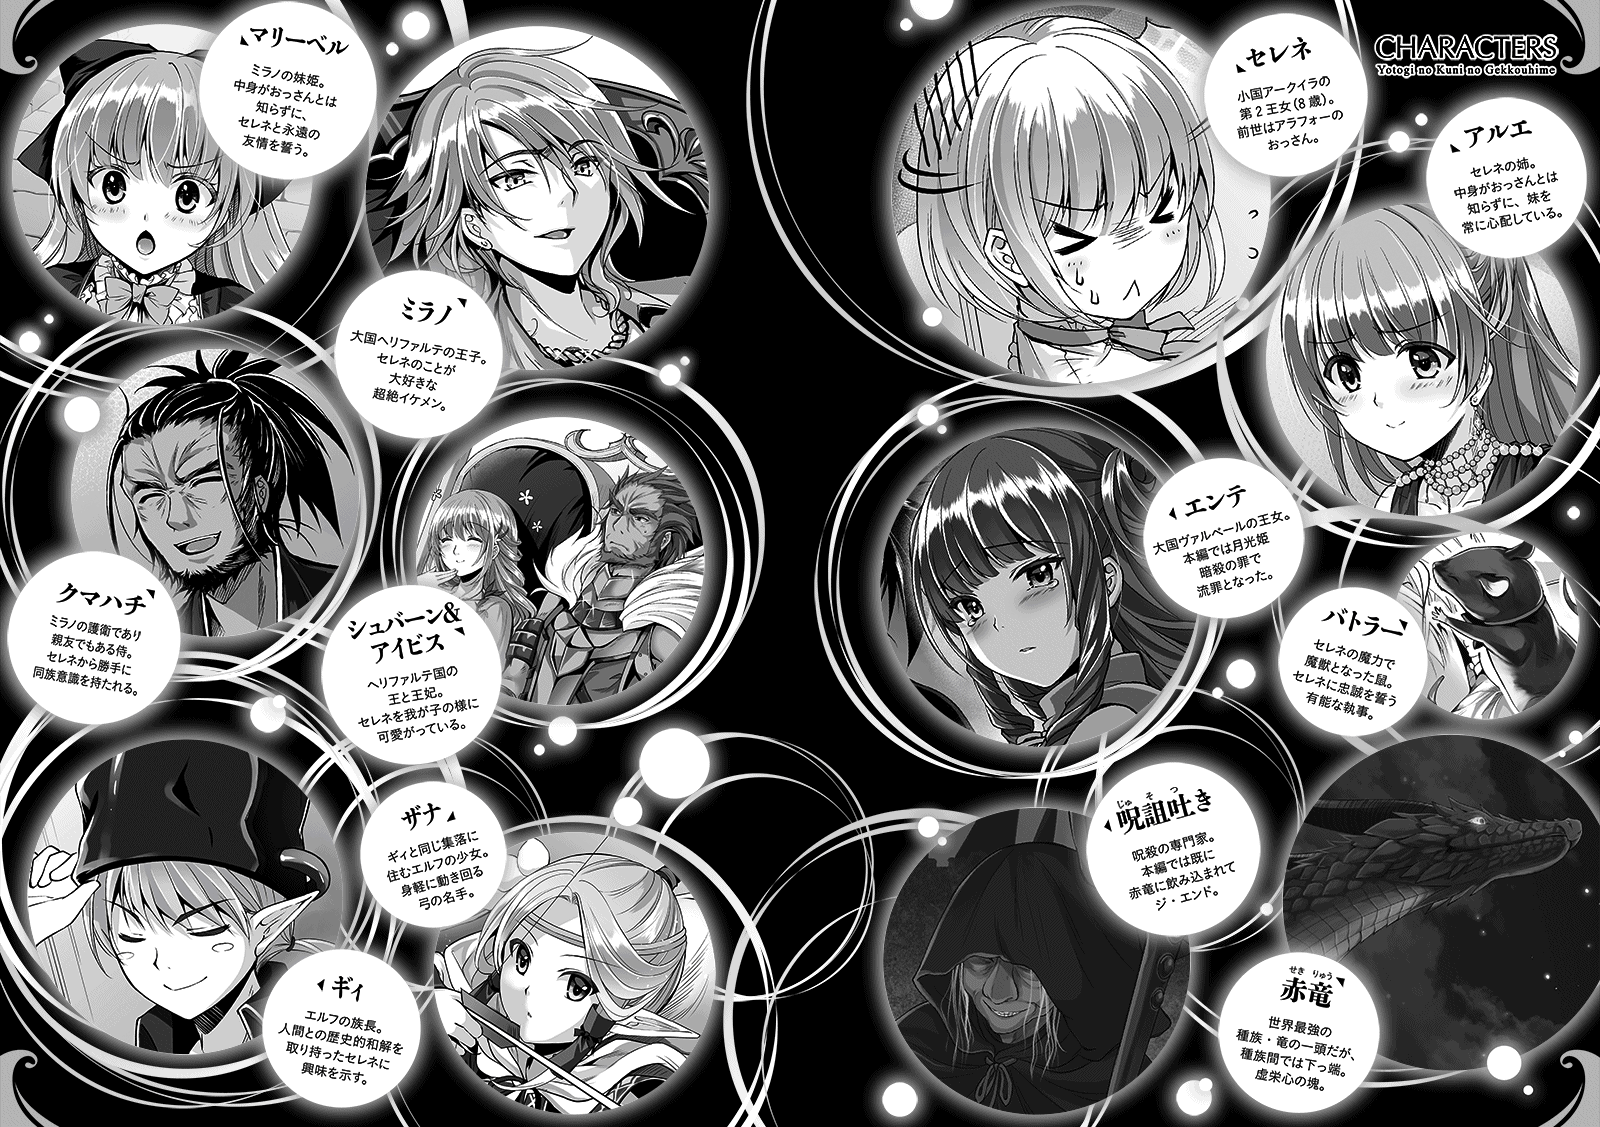 CHARACTERS
Yotogi no Kuni no Gekkouhime
セレネ
小国アークイラの
第２王女（８歳）。
前世はアラフォーの
おっさん。
アルエ
セレネの姉。
中身がおっさんとは
知らずに、妹を
常に心配している。
エンテ
大国ヴァルベールの王女。
本編では月光姫
暗殺の罪で
流罪となった。
バトラー
セレネの魔力で
魔獣となった鼠。
セレネに忠誠を誓う
有能な執事。
じゅそつ
呪詛吐き
呪殺の専門家。
本編では既に
赤竜に飲み込まれて
ジ・エンド。
せきりゅう
赤竜
世界最強の
種族・竜の一頭だが、
種族間では下っ端。
虚栄心の塊。
マリーベル
ミラノの妹姫。
中身がおっさんとは
知らずに、
セレネと永遠の
友情を誓う。
ミラノ
大国ヘリファルテの王子。
セレネのことが
大好きな
超絶イケメン。
クマハチ
ミラノの護衛であり
親友でもある侍。
セレネから勝手に
同族意識を持たれる。
シュバーン&
アイビス
ヘリファルテ国の
王と王妃。
セレネを我が子の様に
可愛がっている。
ザナ
ギィと同じ集落に
住むエルフの少女。
身軽に動き回る
弓の名手。
ギィ
エルフの族長。
人間との歴史的和解を
取り持ったセレネに
興味を示す。